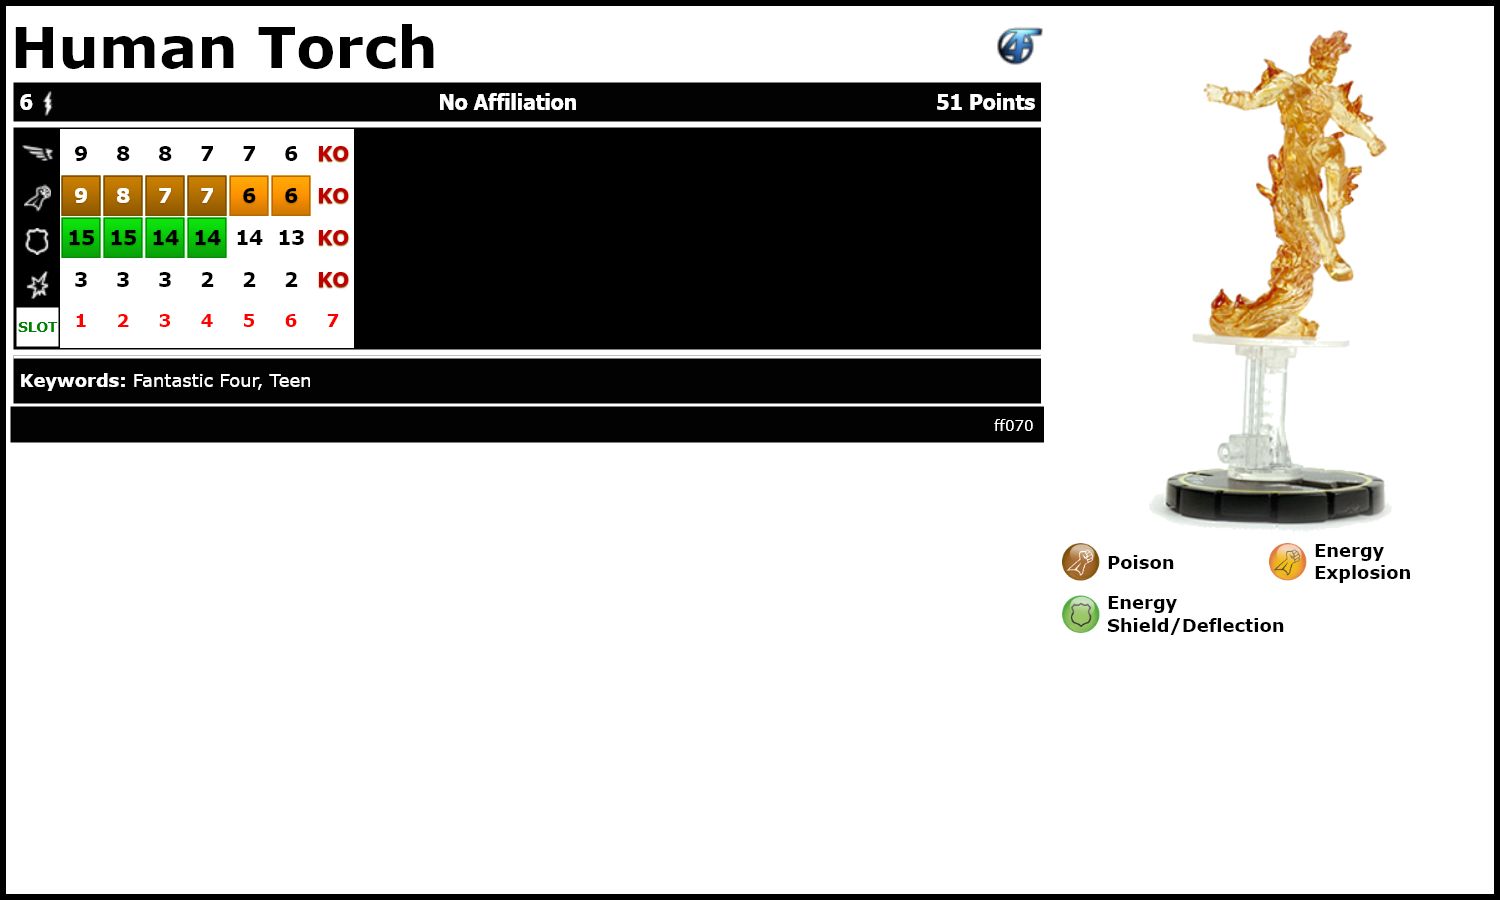 Human Torch
6 No Affiliation 51 Points
9 8 8 7 7 6 KO
9 8 7 7 6 6 KO
15 15 14 14 14 13 KO
3 3 3 2 2 2 KO
SLOT 1 2 3 4 5 6 7
Keywords: Fantastic Four, Teen
ff070
Poison
Energy
Explosion
Energy
Shield/Deflection